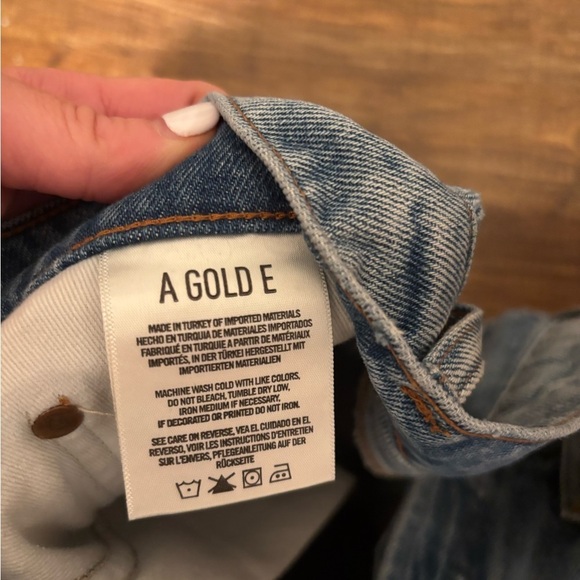 A GOLD E
MADE IN TURKEY OF IMPORTED MATERIALS
HECHO EN TURQUIA DE MATERIALES IMPORTADOS
FABRIQUÉ EN TURQUIE A PARTIR DE MATÉRIAUX
IMPORTÉS, IN DER TÜRKEI HERGESTELLT MIT
IMPORTIERTEN MATERIALIEN
MACHINE WASH COLD WITH LIKE COLORS,
DO NOT BLEACH, TUMBLE DRY LOW,
IRON MEDIUM IF NECESSARY.
IF DECORATED OR PRINTED DO NOT IRON.
SEE CARE ON REVERSE, VEA EL CUIDADO EN EL
REVERSO, VOIR LES INSTRUCTIONS D'ENTRETIEN
SUR L'ENVERS, PFLEGEANLEITUNG AUF DER
RÜCKSEITE